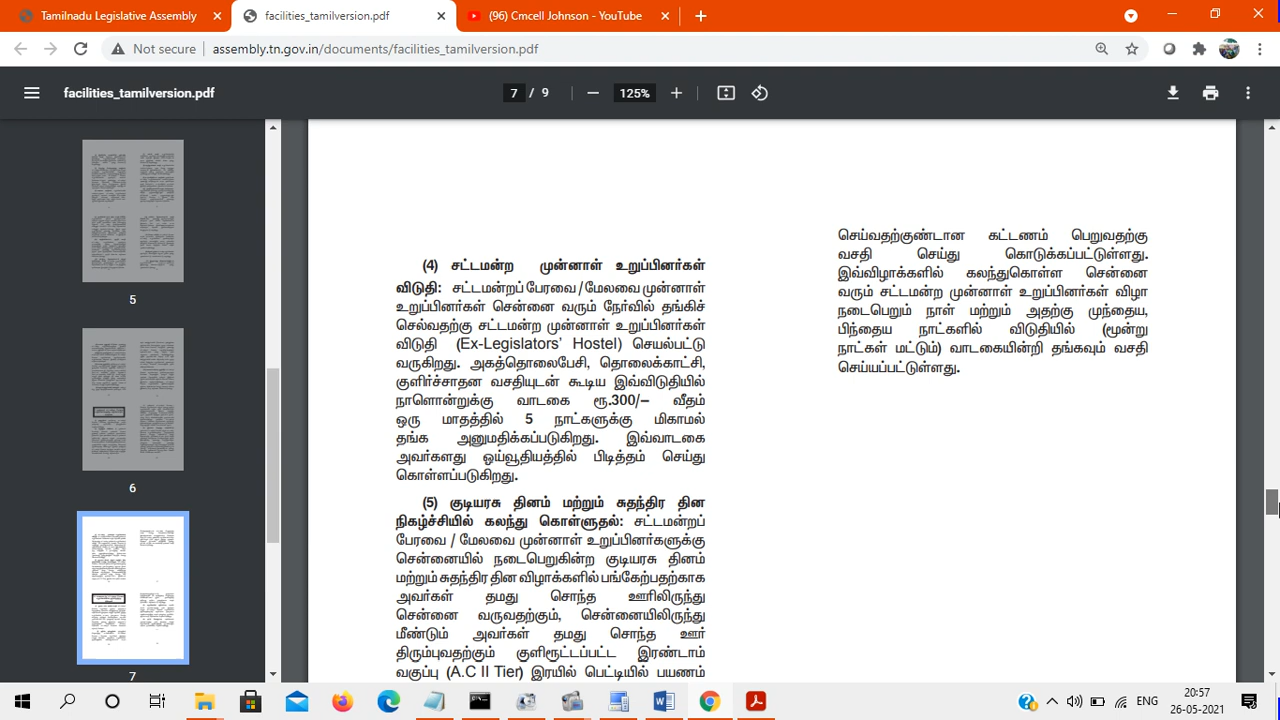 Tamilnadu Legislative Assembly
facilities_tamilversion.pdf
(96) Cmcell Johnson - YouTube
Not secure
assembly.tn.gov.in/documents/facilities_tamilversion.pdf
facilities_tamilversion.pdf
7 / 9
125%
5
6
7
(4) சட்டமன்ற முன்னாள் உறுப்பினர்கள்
விடுதி: சட்டமன்றப் பேரவை / மேலவை முன்னாள்
உறுப்பினர்கள் சென்னை வரும் நேர்வில் தங்கிச்
செல்வதற்கு சட்டமன்ற முன்னாள் உறுப்பினர்கள்
விடுதி (Ex-Legislators' Hostel) செயல்பட்டு
வருகிறது. அகத்தொலைபேசி, தொலைக்காட்சி,
குளிர்ச்சாதன வசதியுடன் கூடிய இவ்விடுதியில்
நாளொன்றுக்கு வாடகை ரூ.300/– வீதம்
ஒரு மாதத்தில் 5 நாட்களுக்கு மிகாமல்
தங்க அனுமதிக்கப்படுகிறது. இவ்வாடகை
அவர்களது ஒய்வூதியத்தில் பிடித்தம் செய்து
கொள்ளப்படுகிறது.
(5) குடியரசு தினம் மற்றும் சுதந்திர தின
நிகழ்ச்சியில் கலந்து கொள்ளுதல்: சட்டமன்றப்
பேரவை / மேலவை முன்னாள் உறுப்பினர்களுக்கு
சென்னையில் நடைபெறுகின்ற குடியரசு தினம்
மற்றும் சுதந்திர தின விழாக்களில் பங்கேற்பதற்காக
அவர்கள் தமது சொந்த ஊரிலிருந்து
சென்னை வருவதற்கும், சென்னையிலிருந்து
மீண்டும் அவர்கள் தமது சொந்த ஊர்
திரும்புவதற்கும் குளிரூட்டப்பட்ட இரண்டாம்
வகுப்பு (A.C II Tier) இரயில் பெட்டியில் பயணம்
செய்வதற்குண்டான கட்டணம் பெறுவதற்கு
வசதி செய்து கொடுக்கப்பட்டுள்ளது.
இவ்விழாக்களில் கலந்துகொள்ள சென்னை
வரும் சட்டமன்ற முன்னாள் உறுப்பினர்கள் விழா
நடைபெறும் நாள் மற்றும் அதற்கு முந்தைய,
பிந்தைய நாட்களில் விடுதியில் (மூன்று
நாட்கள் மட்டும்) வாடகையின்றி தங்கவும் வசதி
செய்யப்பட்டுள்ளது.
ENG
20:57
26-05-2021